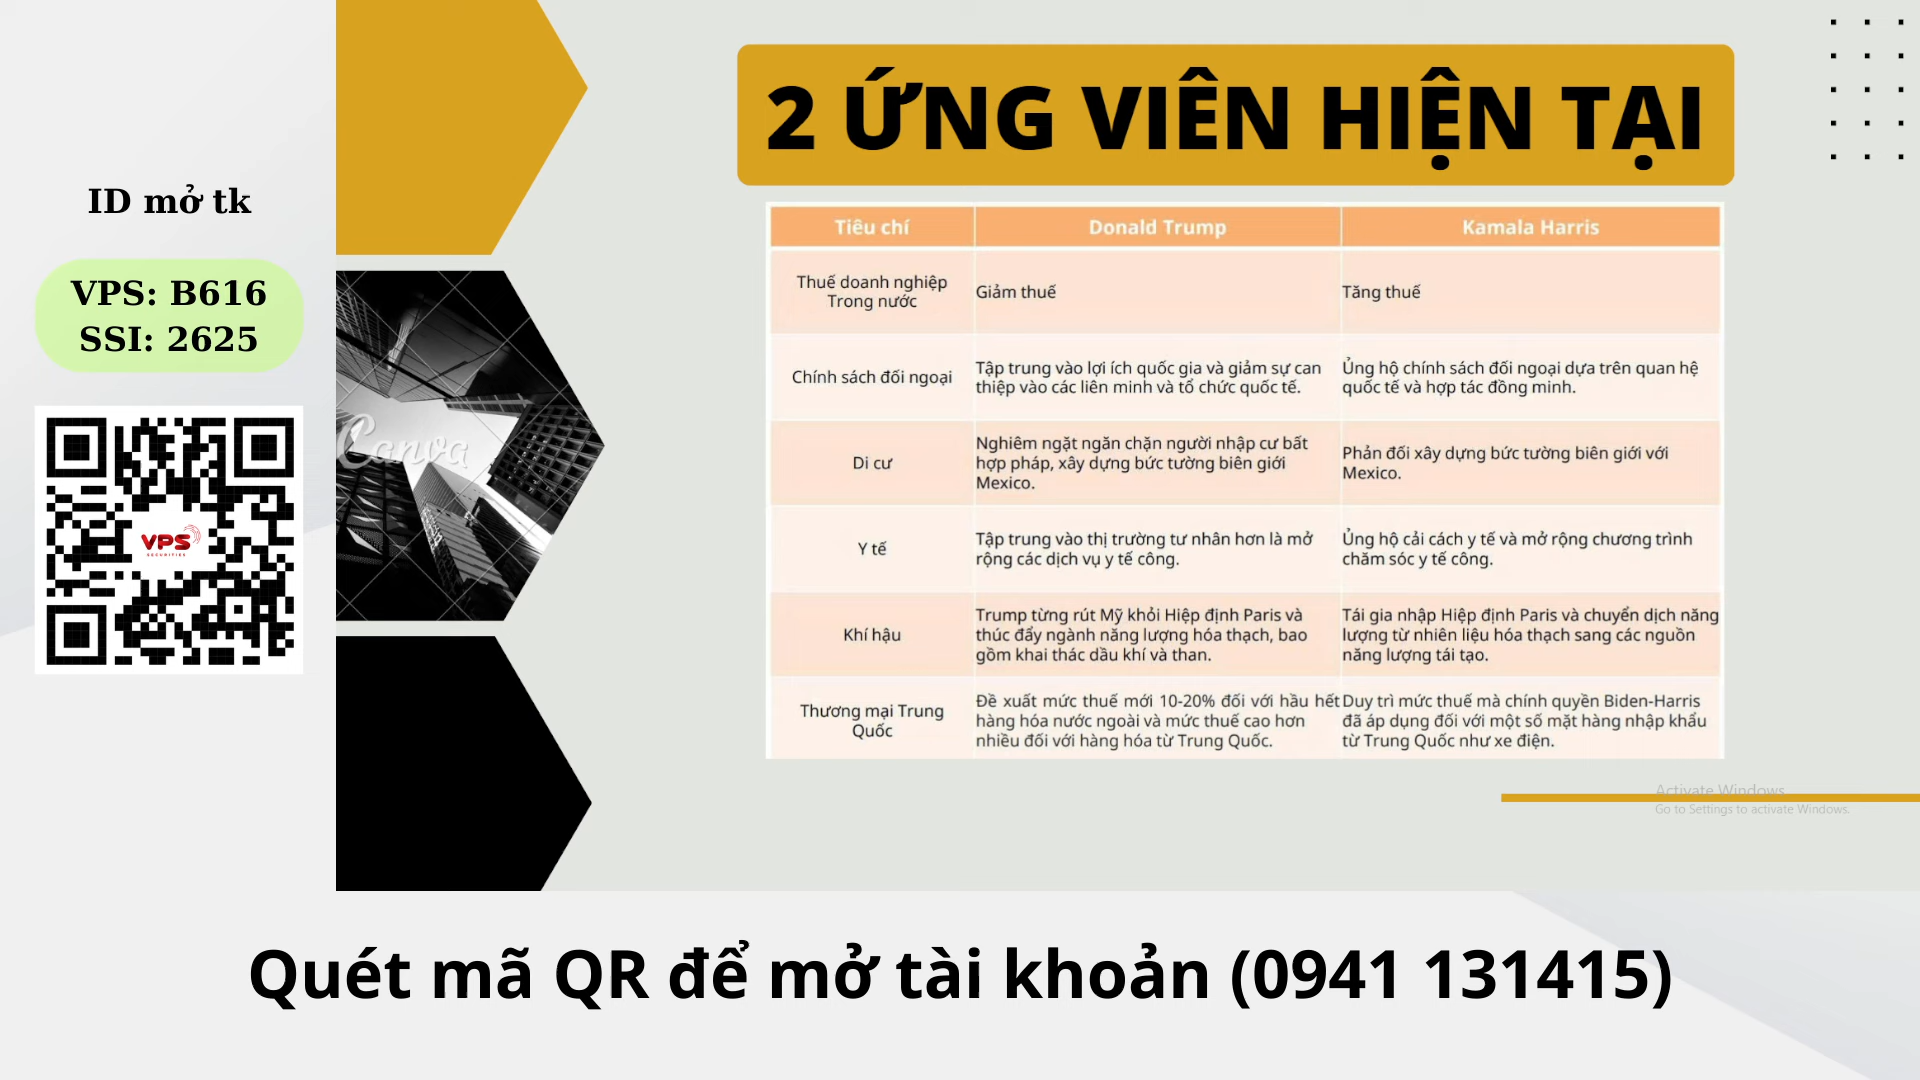 ID mở tk
VPS: B616
SSI: 2625
VPS
SECURITIES
Canva
2 ỨNG VIÊN HIỆN TẠI
Tiêu chí
Donald Trump
Kamala Harris
Thuế doanh nghiệp
Trong nước
Giảm thuế
Tăng thuế
Chính sách đối ngoại
Tập trung vào lợi ích quốc gia và giảm sự can
thiệp vào các liên minh và tổ chức quốc tế.
Ủng hộ chính sách đối ngoại dựa trên quan hệ
quốc tế và hợp tác đồng minh.
Di cư
Nghiêm ngặt ngăn chặn người nhập cư bất
hợp pháp, xây dựng bức tường biên giới
Mexico.
Phản đối xây dựng bức tường biên giới với
Mexico.
Y tế
Tập trung vào thị trường tư nhân hơn là mở
rộng các dịch vụ y tế công.
Ủng hộ cải cách y tế và mở rộng chương trình
chăm sóc y tế công.
Khí hậu
Trump từng rút Mỹ khỏi Hiệp định Paris và
thúc đẩy ngành năng lượng hóa thạch, bao
gồm khai thác dầu khí và than.
Tái gia nhập Hiệp định Paris và chuyển dịch năng
lượng từ nhiên liệu hóa thạch sang các nguồn
năng lượng tái tạo.
Thương mại Trung
Quốc
Đề xuất mức thuế mới 10-20% đối với hầu hết
hàng hóa nước ngoài và mức thuế cao hơn
nhiều đối với hàng hóa từ Trung Quốc.
Duy trì mức thuế mà chính quyền Biden-Harris
đã áp dụng đối với một số mặt hàng nhập khẩu
từ Trung Quốc như xe điện.
Activate Windows
Go to Settings to activate Windows.
Quét mã QR để mở tài khoản (0941 131415)